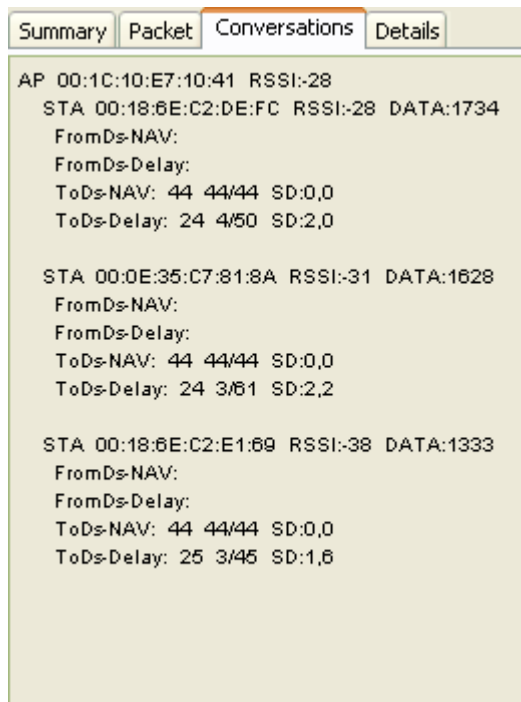 Summary Packet Conversations Details
AP 00:1C:10:E7:10:41 RSSI:-28
STA 00:18:6E:C2:DE:FC RSSI:-28 DATA:1734
FromDs-NAV:
FromDs-Delay:
ToDs-NAV: 44 44/44 SD:0,0
ToDs-Delay: 24 4/50 SD:2,0
STA 00:0E:35:C7:81:8A RSSI:-31 DATA:1628
FromDs-NAV:
FromDs-Delay:
ToDs-NAV: 44 44/44 SD:0,0
ToDs-Delay: 24 3/61 SD:2,2
STA 00:18:6E:C2:E1:69 RSSI:-38 DATA:1333
FromDs-NAV:
FromDs-Delay:
ToDs-NAV: 44 44/44 SD:0,0
ToDs-Delay: 25 3/45 SD:1,6